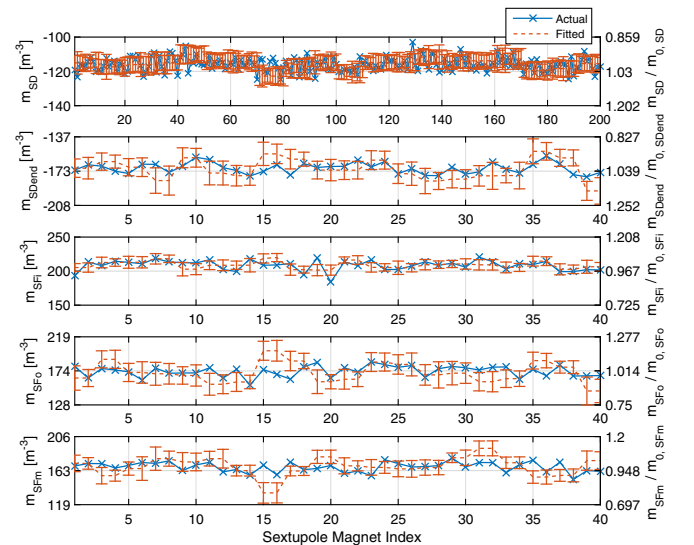 Actual
Fitted
-100
-120
-140
m_SD [m^-3]
0.859
1.03
1.202
m_SD / m_0, SD
20 40 60 80 100 120 140 160 180 200
-137
-173
-208
m_SDend [m^-3]
0.827
1.039
1.252
m_SDend / m_0, SDend
5 10 15 20 25 30 35 40
250
200
150
m_SFi [m^-3]
1.208
0.967
0.725
m_SFi / m_0, SFi
5 10 15 20 25 30 35 40
219
174
128
m_SFo [m^-3]
1.277
1.014
0.75
m_SFo / m_0, SFo
5 10 15 20 25 30 35 40
206
163
119
m_SFm [m^-3]
1.2
0.948
0.697
m_SFm / m_0, SFm
5 10 15 20 25 30 35 40
Sextupole Magnet Index